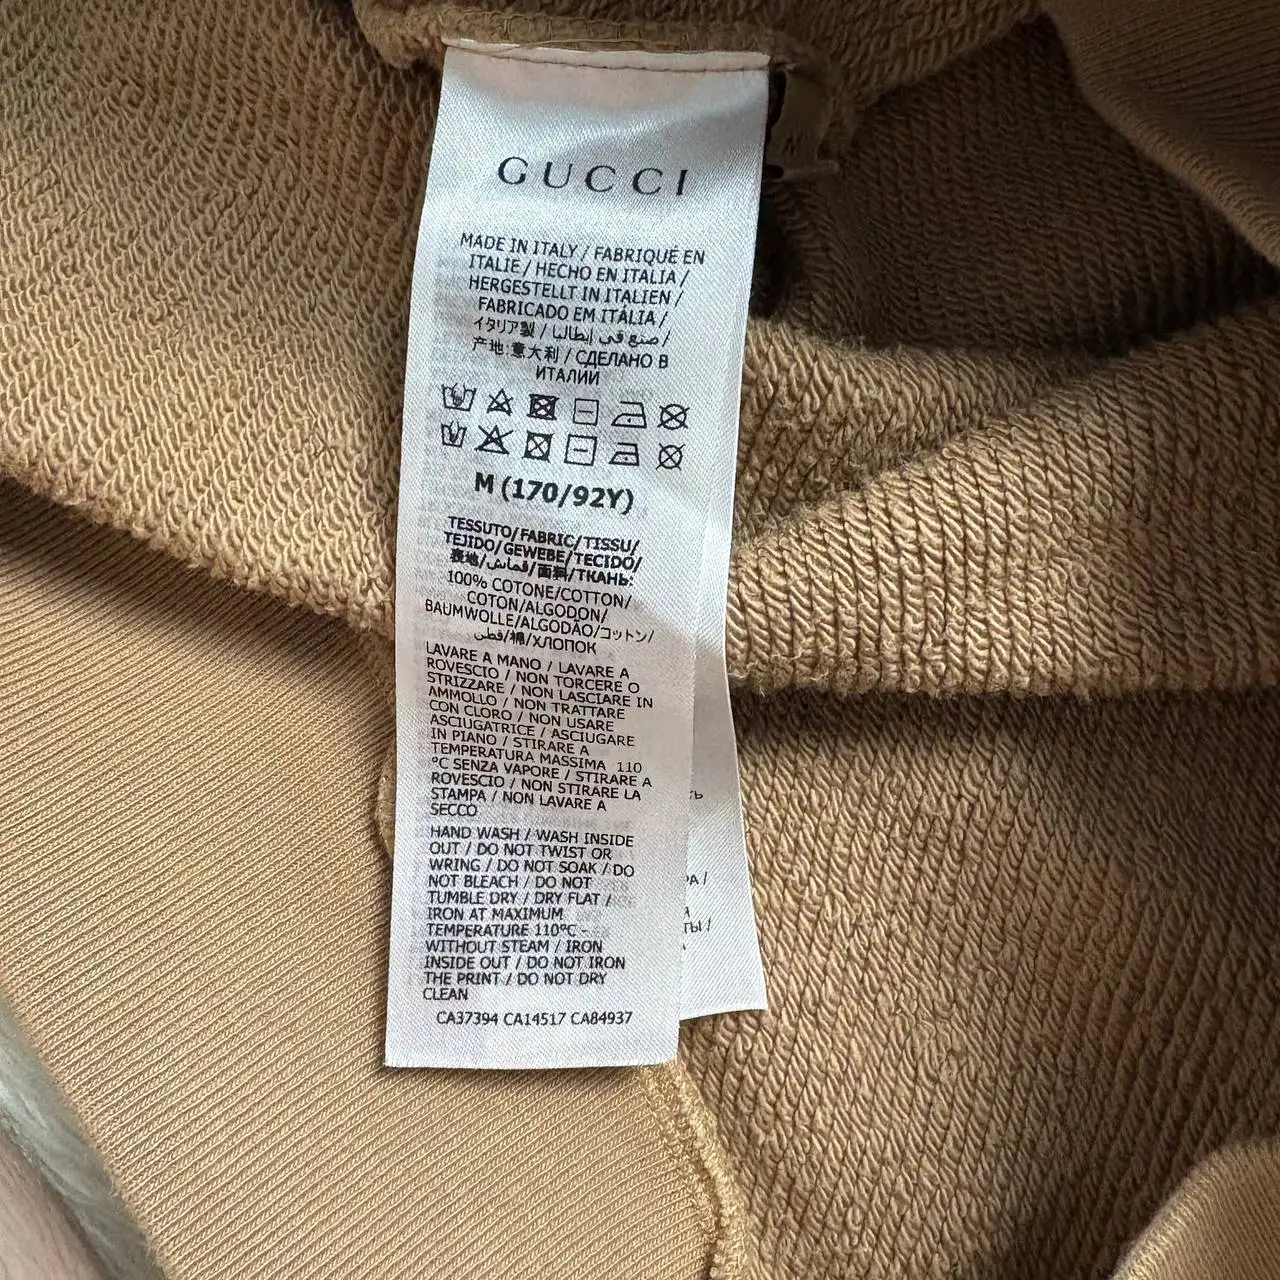 GUCCI
MADE IN ITALY / FABRIQUÉ EN
ITALIE / HECHO EN ITALIA /
HERGESTELLT IN ITALIEN /
FABRICADO EM ITÁLIA /
イタリア製 / صنع في إيطاليا /
产地:意大利 / СДЕЛАНО В
ИТАЛИИ
M (170/92Y)
TESSUTO/FABRIC/TISSU/
TEJIDO/GEWEBE/TECIDO/
表地/قماش/面料/ТКАНЬ:
100% COTONE/COTTON/
COTON/ALGODON/
BAUMWOLLE/ALGODÃO/コットン/
قطن/棉/ХЛОПОК
LAVARE A MANO / LAVARE A
ROVESCIO / NON TORCERE O
STRIZZARE / NON LASCIARE IN
AMMOLLO / NON TRATTARE
CON CLORO / NON USARE
ASCIUGATRICE / ASCIUGARE
IN PIANO / STIRARE A
TEMPERATURA MASSIMA 110
°C SENZA VAPORE / STIRARE A
ROVESCIO / NON STIRARE LA
STAMPA / NON LAVARE A
SECCO
HAND WASH / WASH INSIDE
OUT / DO NOT TWIST OR
WRING / DO NOT SOAK / DO
NOT BLEACH / DO NOT
TUMBLE DRY / DRY FLAT /
IRON AT MAXIMUM
TEMPERATURE 110°C -
WITHOUT STEAM / IRON
INSIDE OUT / DO NOT IRON
THE PRINT / DO NOT DRY
CLEAN
CA37394 CA14517 CA84937
M